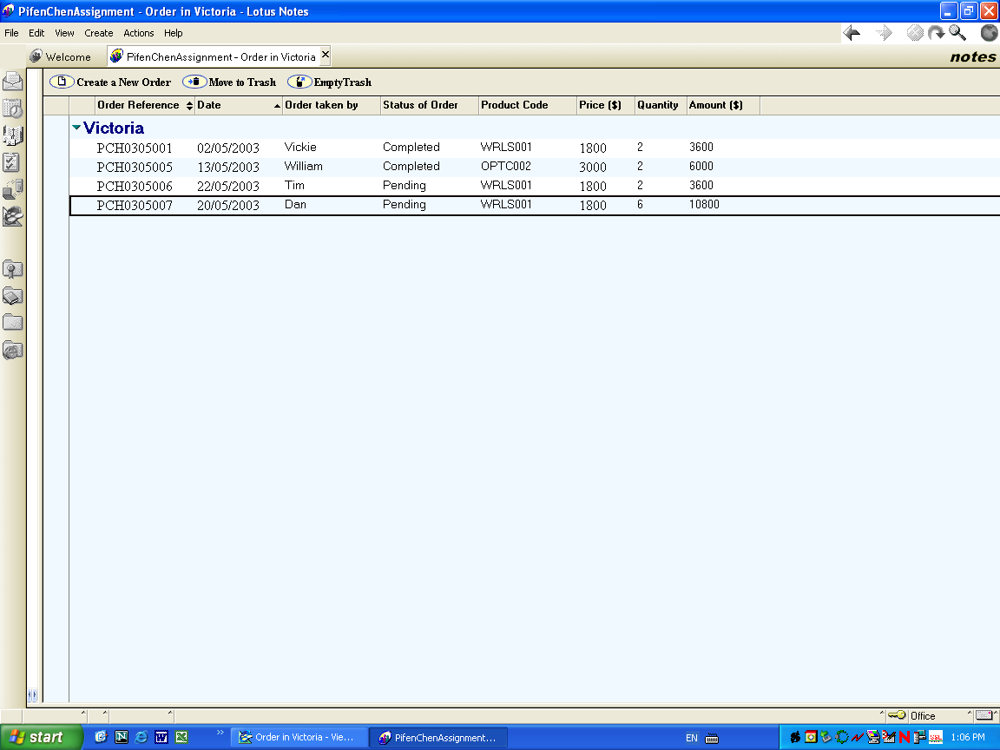 PifenChenAssignment - Order in Victoria - Lotus Notes
File Edit View Create Actions Help
Welcome PifenChenAssignment - Order in Victoria notes
Create a New Order Move to Trash EmptyTrash
Order Reference Date Order taken by Status of Order Product Code Price ($) Quantity Amount ($)
Victoria
PCH0305001 02/05/2003 Vickie Completed WRLS001 1800 2 3600
PCH0305005 13/05/2003 William Completed OPTC002 3000 2 6000
PCH0305006 22/05/2003 Tim Pending WRLS001 1800 2 3600
PCH0305007 20/05/2003 Dan Pending WRLS001 1800 6 10800
Office
start Order in Victoria - Vie... PifenChenAssignment... EN SSL 1:06 PM